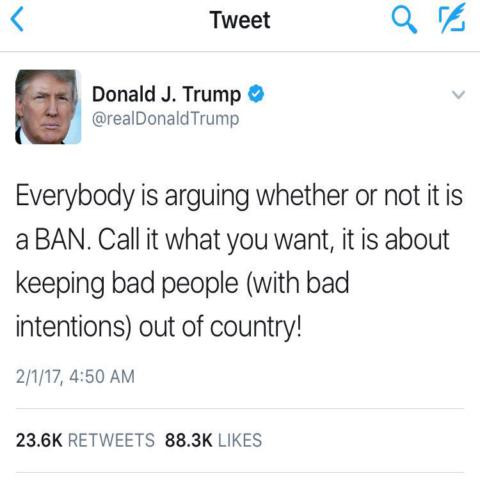 Tweet
Donald J. Trump
@realDonaldTrump
Everybody is arguing whether or not it is
a BAN. Call it what you want, it is about
keeping bad people (with bad
intentions) out of country!
2/1/17, 4:50 AM
23.6K RETWEETS 88.3K LIKES